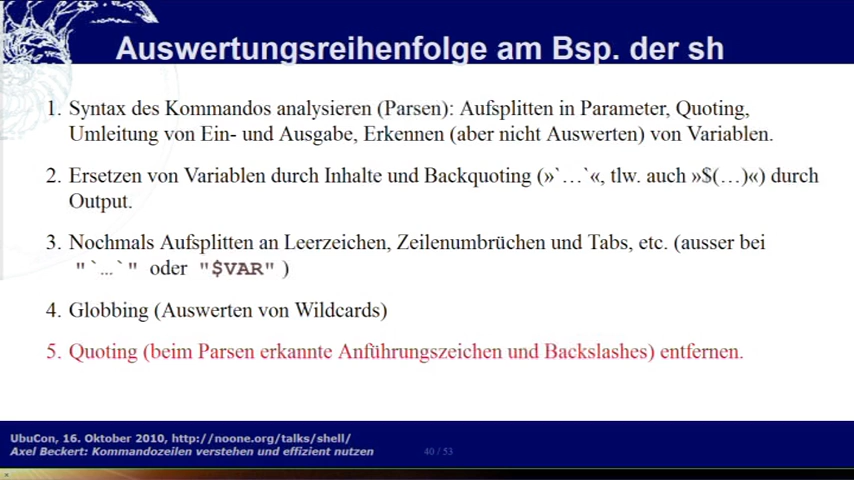 Auswertungsreihenfolge am Bsp. der sh
1. Syntax des Kommandos analysieren (Parsen): Aufsplitten in Parameter, Quoting,
Umleitung von Ein- und Ausgabe, Erkennen (aber nicht Auswerten) von Variablen.
2. Ersetzen von Variablen durch Inhalte und Backquoting (»`…`«, tlw. auch »$(…)«) durch
Output.
3. Nochmals Aufsplitten an Leerzeichen, Zeilenumbrüchen und Tabs, etc. (ausser bei
"`…`" oder "$VAR" )
4. Globbing (Auswerten von Wildcards)
5. Quoting (beim Parsen erkannte Anführungszeichen und Backslashes) entfernen.
UbuCon, 16. Oktober 2010, http://noone.org/talks/shell/
Axel Beckert: Kommandozeilen verstehen und effizient nutzen
40 / 53